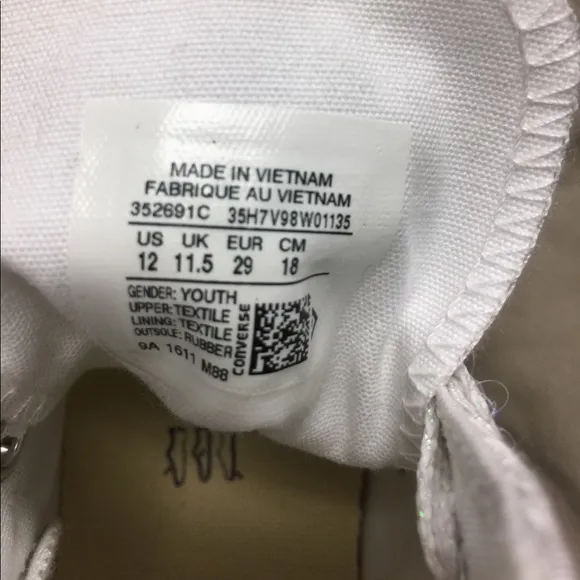 MADE IN VIETNAM
FABRIQUE AU VIETNAM
352691C 35H7V98W01135
US UK EUR CM
12 11.5 29 18
GENDER: YOUTH
UPPER: TEXTILE
LINING: TEXTILE
OUTSOLE: RUBBER
9A 1611 M88
CONVERSE